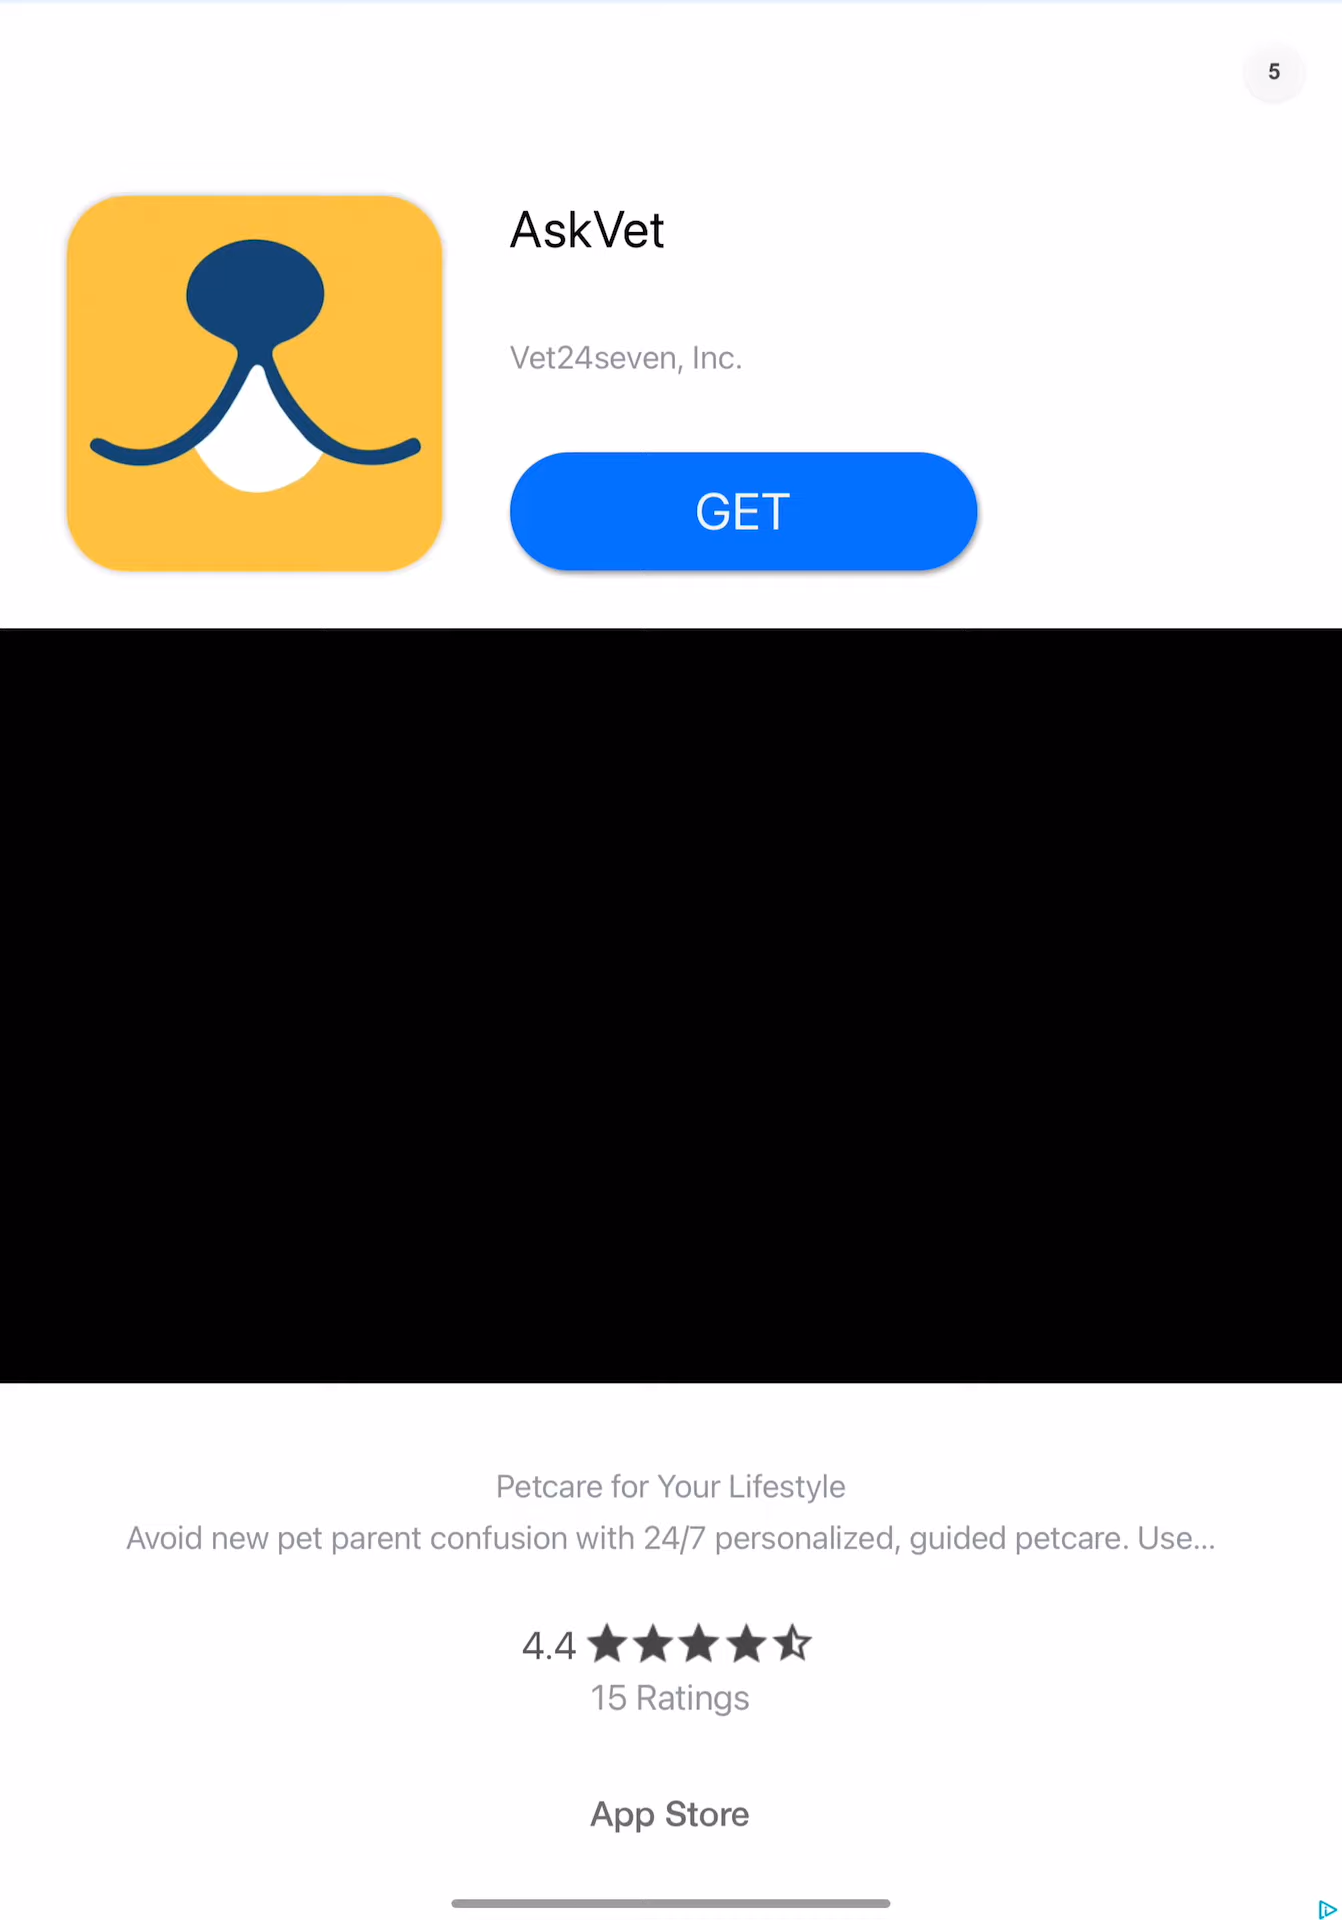 5
AskVet
Vet24seven, Inc.
GET
Petcare for Your Lifestyle
Avoid new pet parent confusion with 24/7 personalized, guided petcare. Use...
4.4
15 Ratings
App Store